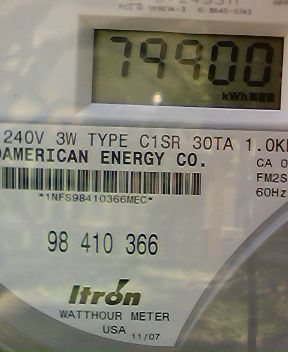 79900
kWh
240V 3W TYPE C1SR 30TA 1.0K
DAMERICAN ENERGY CO.
CA 0
FM2S
60Hz
*1NFS98410366MEC*
98 410 366
Itron
WATTHOUR METER
USA 11/07